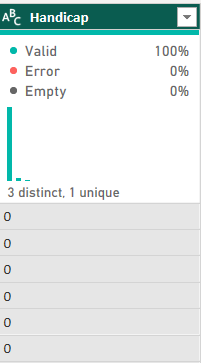 ABC Handicap
Valid 100%
Error 0%
Empty 0%
3 distinct, 1 unique
0
0
0
0
0
0